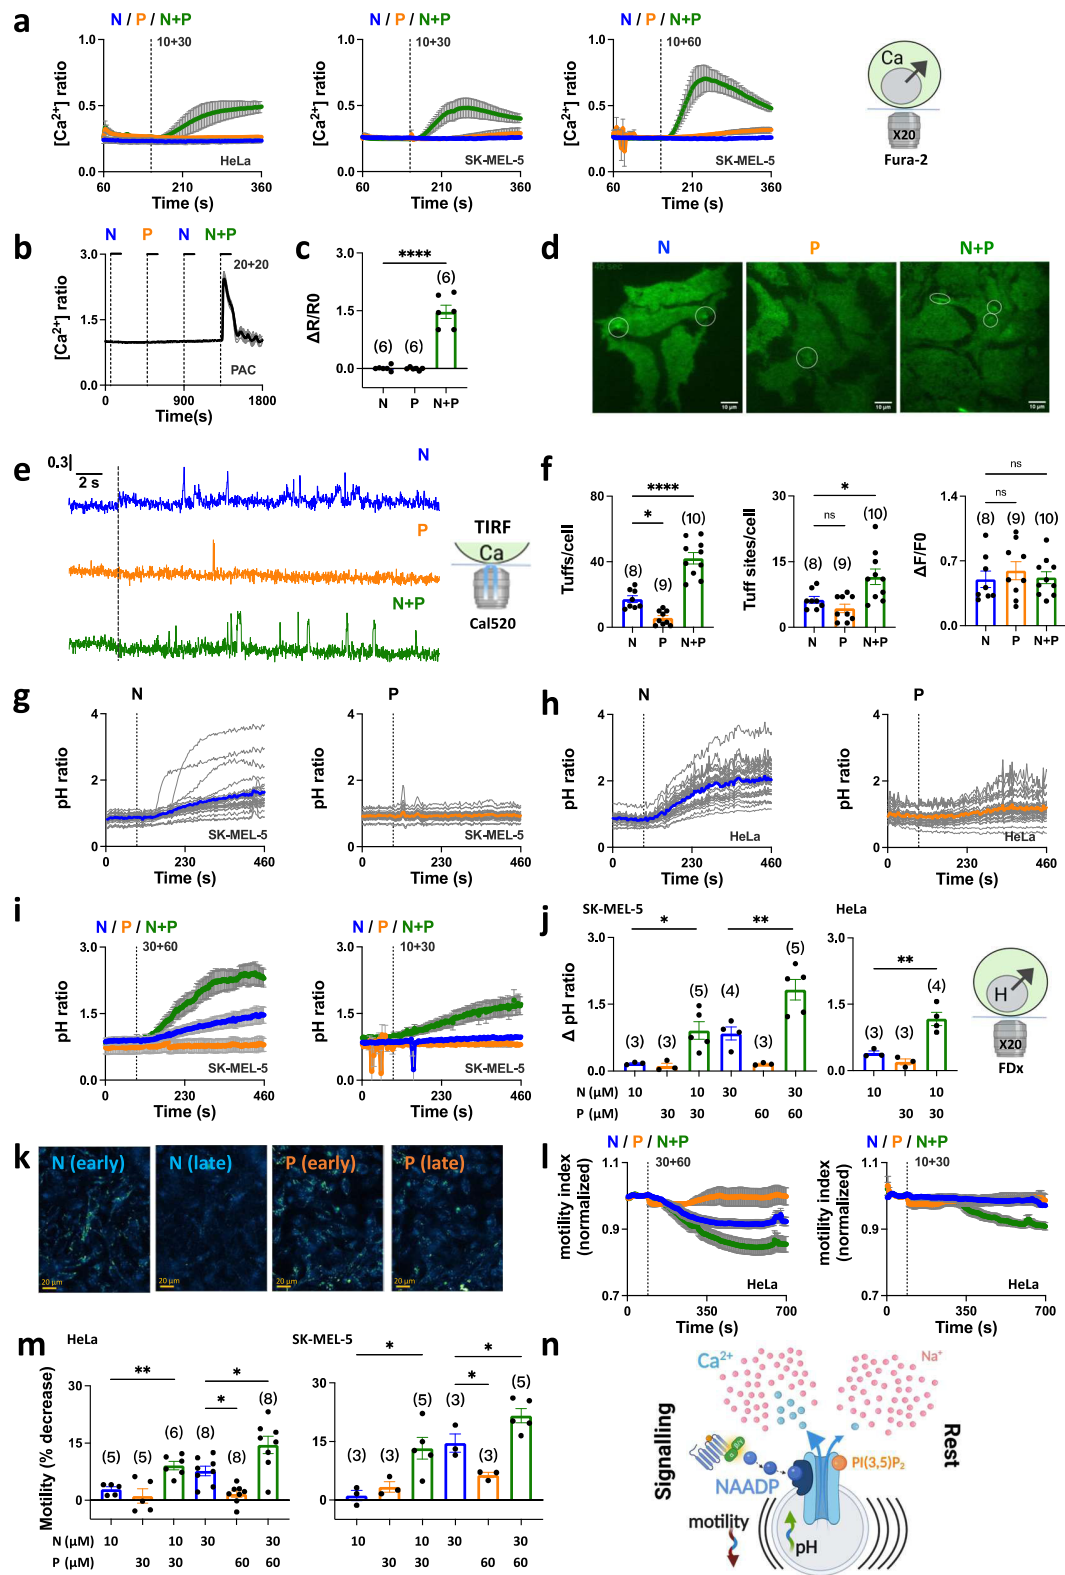 a
N / P / N+P
10+30
[Ca2+] ratio
1.0
0.5
0.0
HeLa
60
210
360
Time (s)
N / P / N+P
10+30
[Ca2+] ratio
1.0
0.5
0.0
SK-MEL-5
60
210
360
Time (s)
N / P / N+P
10+60
[Ca2+] ratio
1.0
0.5
0.0
SK-MEL-5
60
210
360
Time (s)
Ca
X20
Fura-2
b
N P N N+P
20+20
[Ca2+] ratio
3.0
1.5
0.0
PAC
0
900
1800
Time(s)
c
ΔR/R0
3.0
1.5
0.0
****
(6) (6) (6)
N P N+P
d
N P N+P
10 µm
10 µm
10 µm
e
0.3
2 s
N
P
N+P
TIRF
Ca
Cal520
f
Tuffs/cell
80
40
0
****
*
(8) (9) (10)
N P N+P
Tuff sites/cell
30
15
0
*
ns
(8) (9) (10)
N P N+P
ΔF/F0
1.4
0.7
0.0
ns
ns
(8) (9) (10)
N P N+P
g
N
pH ratio
4
2
0
SK-MEL-5
0 230 460
Time (s)
P
pH ratio
4
2
0
SK-MEL-5
0 230 460
Time (s)
h
N
pH ratio
4
2
0
HeLa
0 230 460
Time (s)
P
pH ratio
4
2
0
HeLa
0 230 460
Time (s)
i
N / P / N+P
30+60
pH ratio
3.0
1.5
0.0
SK-MEL-5
0 230 460
Time (s)
N / P / N+P
10+30
pH ratio
3.0
1.5
0.0
SK-MEL-5
0 230 460
Time (s)
j
SK-MEL-5
Δ pH ratio
3.0
1.5
0.0
* **
(3) (3) (5) (4) (3) (5)
N (µM) 10 10 30 30
P (µM) 30 30 60 60
HeLa
3.0
1.5
0.0
**
(3) (3) (4)
10 10
30 30
H
X20
FDx
k
N (early) N (late) P (early) P (late)
20 µm 20 µm 20 µm 20 µm
l
N / P / N+P
30+60
motility index
(normalized)
1.1
0.9
0.7
HeLa
0 350 700
Time (s)
N / P / N+P
10+30
motility index
(normalized)
1.1
0.9
0.7
HeLa
0 350 700
Time (s)
m
HeLa
Motility (% decrease)
30
15
0
** *
*
(5) (5) (6) (8) (8) (8)
N (µM) 10 10 30 30
P (µM) 30 30 60 60
SK-MEL-5
30
15
0
* *
*
(3) (3) (5) (3) (3) (5)
10 10 30 30
30 30 60 60
n
Ca2+
Na+
Signalling
Rest
NAADP
PI(3,5)P2
motility
pH